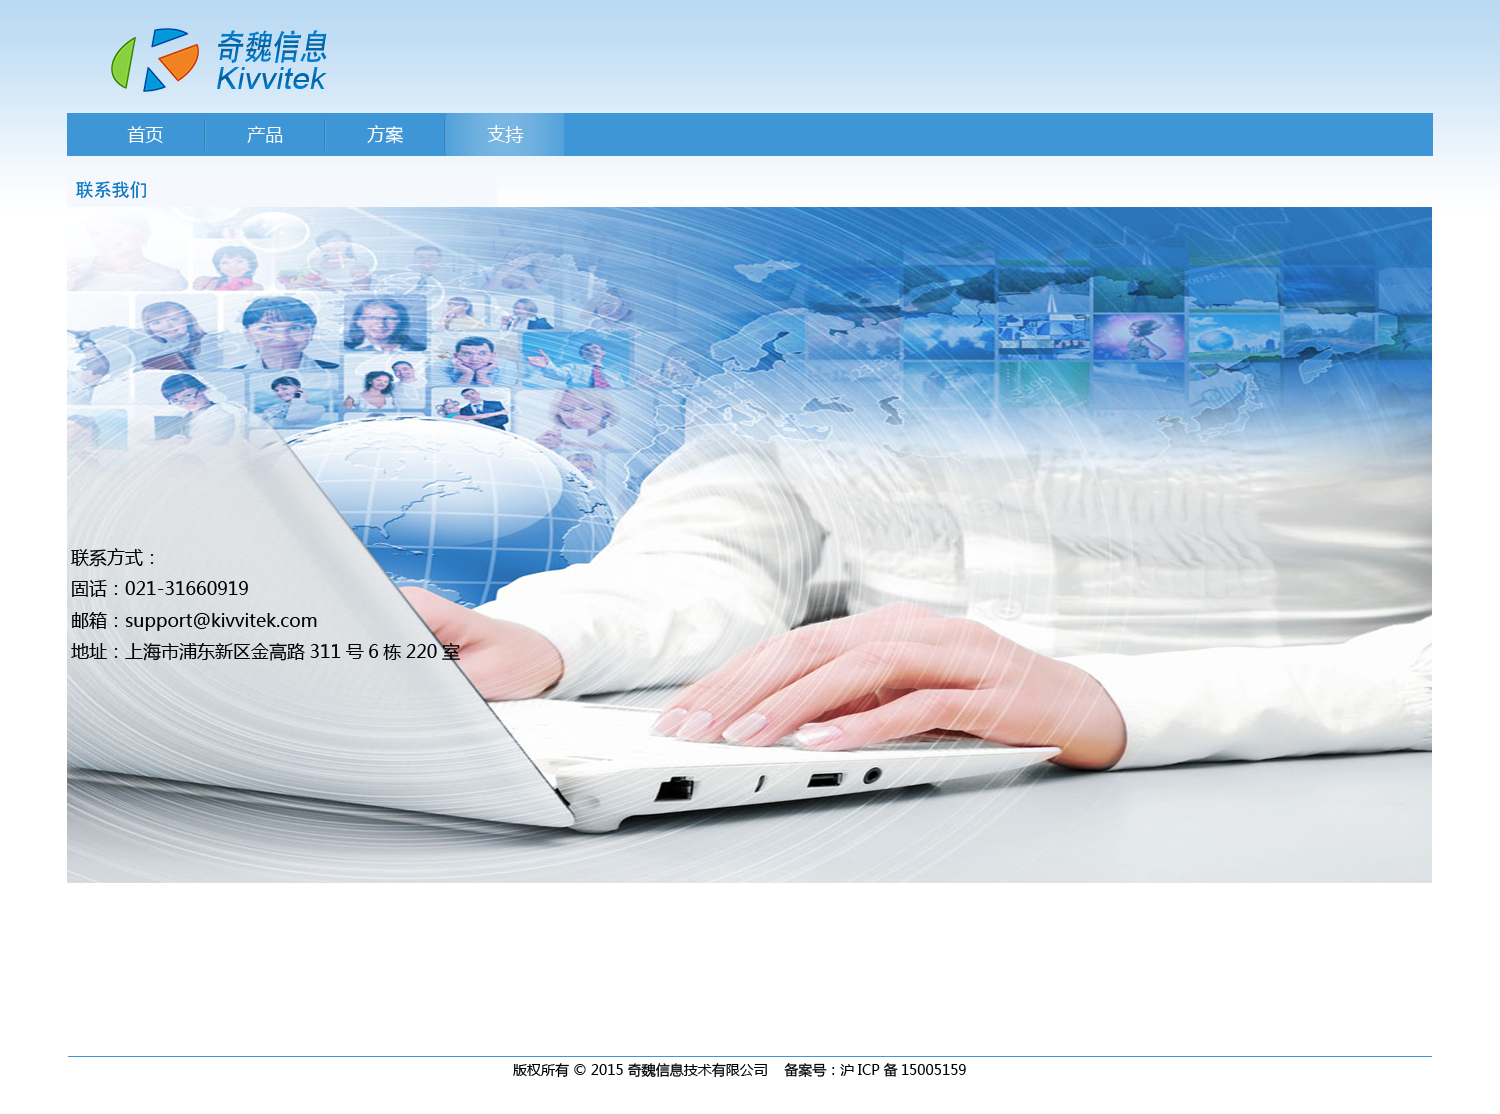 奇魏信息
Kivvitek
首页 产品 方案 支持
联系我们
联系方式：
固话：021-31660919
邮箱：support@kivvitek.com
地址：上海市浦东新区金高路 311 号 6 栋 220 室
版权所有 © 2015 奇魏信息技术有限公司 备案号：沪 ICP 备 15005159